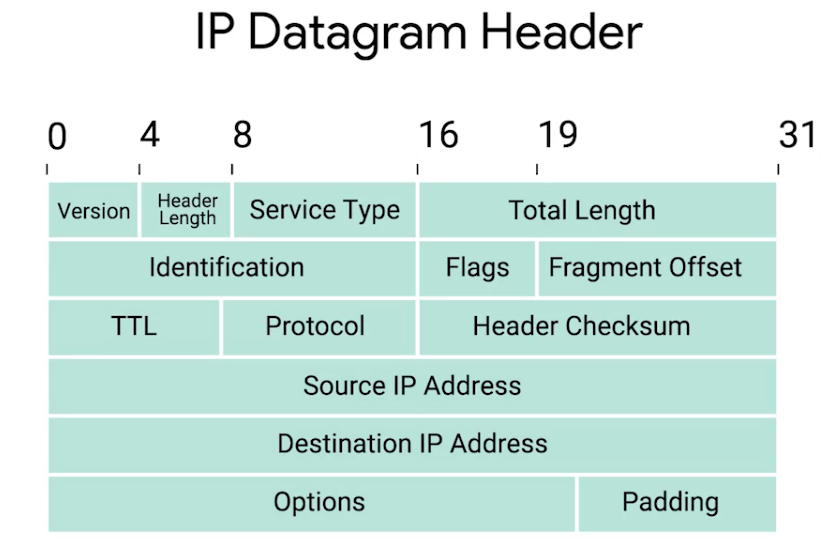 IP Datagram Header
0 4 8 16 19 31
Version Header Length Service Type Total Length
Identification Flags Fragment Offset
TTL Protocol Header Checksum
Source IP Address
Destination IP Address
Options Padding